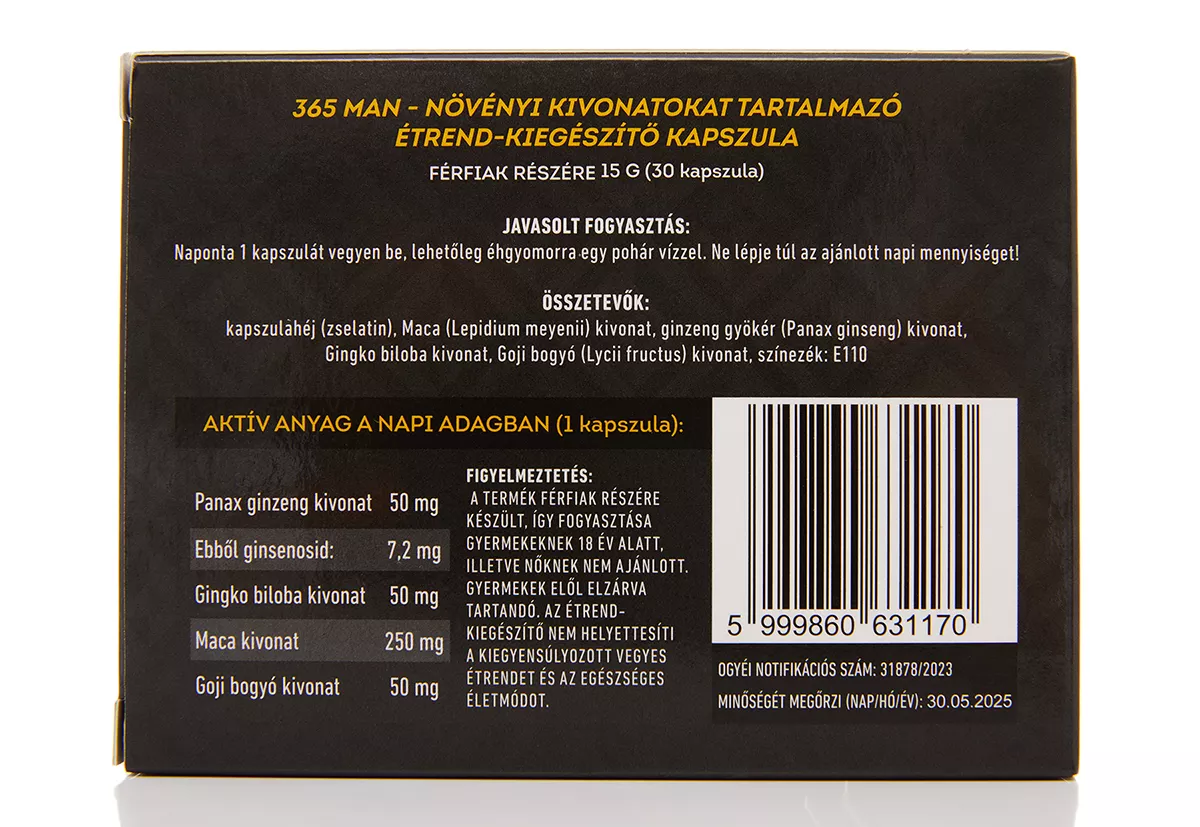 365 MAN - NÖVÉNYI KIVONATOKAT TARTALMAZÓ
ÉTREND-KIEGÉSZÍTŐ KAPSZULA
FÉRFIAK RÉSZÉRE 15 G (30 kapszula)
JAVASOLT FOGYASZTÁS:
Naponta 1 kapszulát vegyen be, lehetőleg éhgyomorra egy pohár vízzel. Ne lépje túl az ajánlott napi mennyiséget!
ÖSSZETEVŐK:
kapszulahéj (zselatin), Maca (Lepidium meyenii) kivonat, ginzeng gyökér (Panax ginseng) kivonat,
Gingko biloba kivonat, Goji bogyó (Lycii fructus) kivonat, színezék: E110
AKTÍV ANYAG A NAPI ADAGBAN (1 kapszula):
Panax ginzeng kivonat 50 mg
Ebből ginsenosid: 7,2 mg
Gingko biloba kivonat 50 mg
Maca kivonat 250 mg
Goji bogyó kivonat 50 mg
FIGYELMEZTETÉS:
A TERMÉK FÉRFIAK RÉSZÉRE
KÉSZÜLT, ÍGY FOGYASZTÁSA
GYERMEKEKNEK 18 ÉV ALATT,
ILLETVE NŐKNEK NEM AJÁNLOTT.
GYERMEKEK ELŐL ELZÁRVA
TARTANDÓ. AZ ÉTREND-
KIEGÉSZÍTŐ NEM HELYETTESÍTI
A KIEGYENSÚLYOZOTT VEGYES
ÉTRENDET ÉS AZ EGÉSZSÉGES
ÉLETMÓDOT.
5 999860 631170
OGYÉI NOTIFIKÁCIÓS SZÁM: 31878/2023
MINŐSÉGÉT MEGŐRZI (NAP/HÓ/ÉV): 30.05.2025